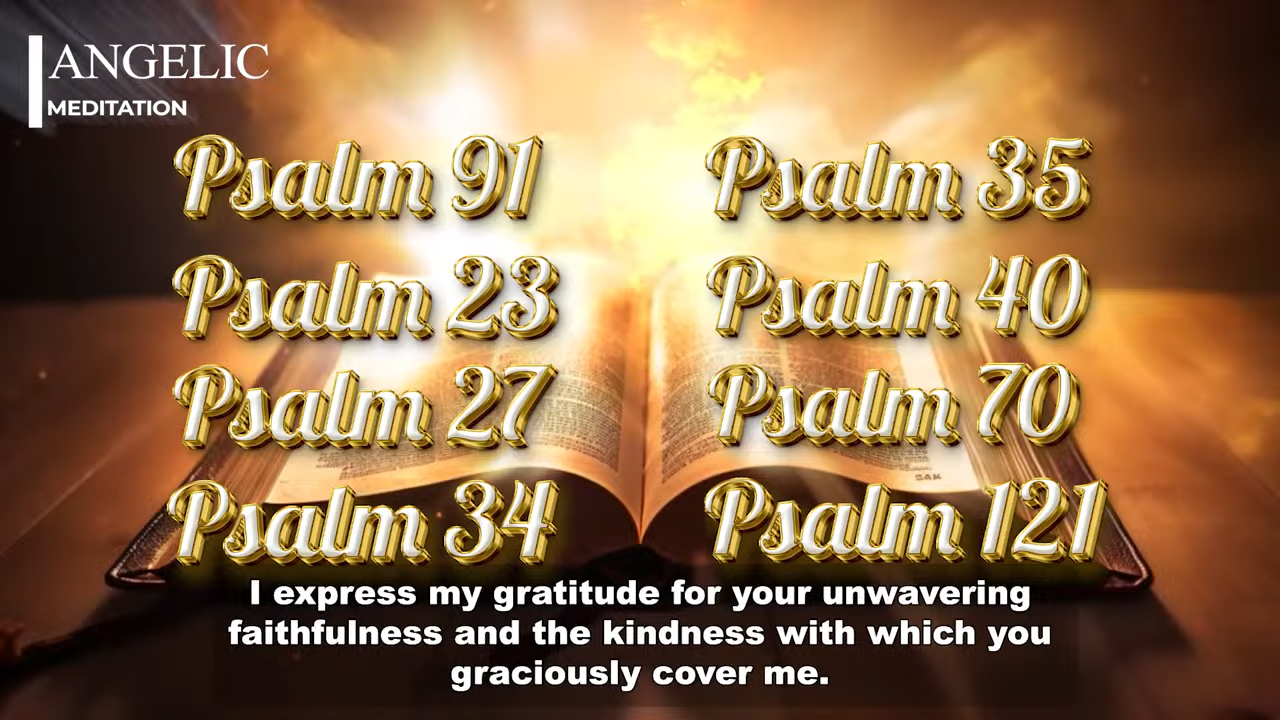 ANGELIC
MEDITATION
Psalm 91
Psalm 23
Psalm 27
Psalm 34
Psalm 35
Psalm 40
Psalm 70
Psalm 121
I express my gratitude for your unwavering
faithfulness and the kindness with which you
graciously cover me.